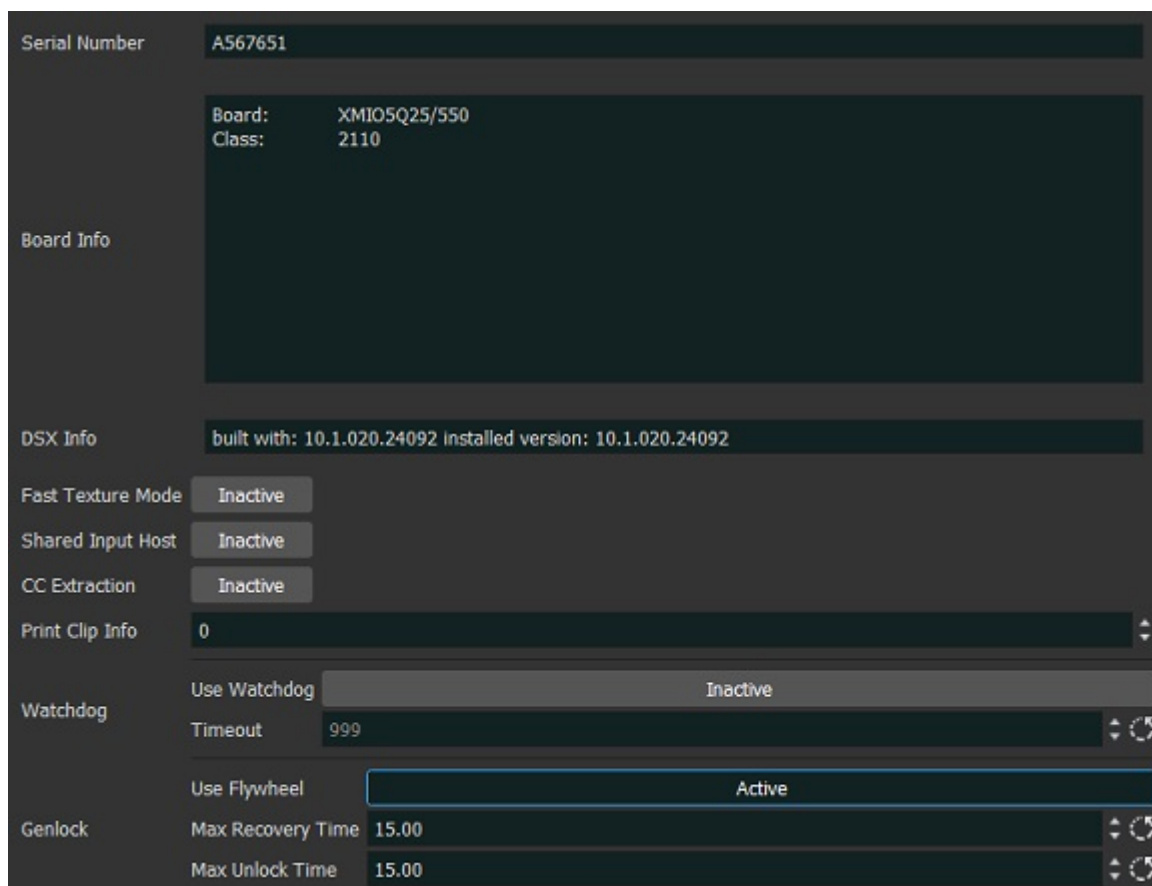 Serial Number A567651
Board: XMIO5Q25/550
Class: 2110
Board Info
DSX Info built with: 10.1.020.24092 installed version: 10.1.020.24092
Fast Texture Mode Inactive
Shared Input Host Inactive
CC Extraction Inactive
Print Clip Info 0
Use Watchdog Inactive
Watchdog
Timeout 999
Use Flywheel Active
Genlock Max Recovery Time 15.00
Max Unlock Time 15.00